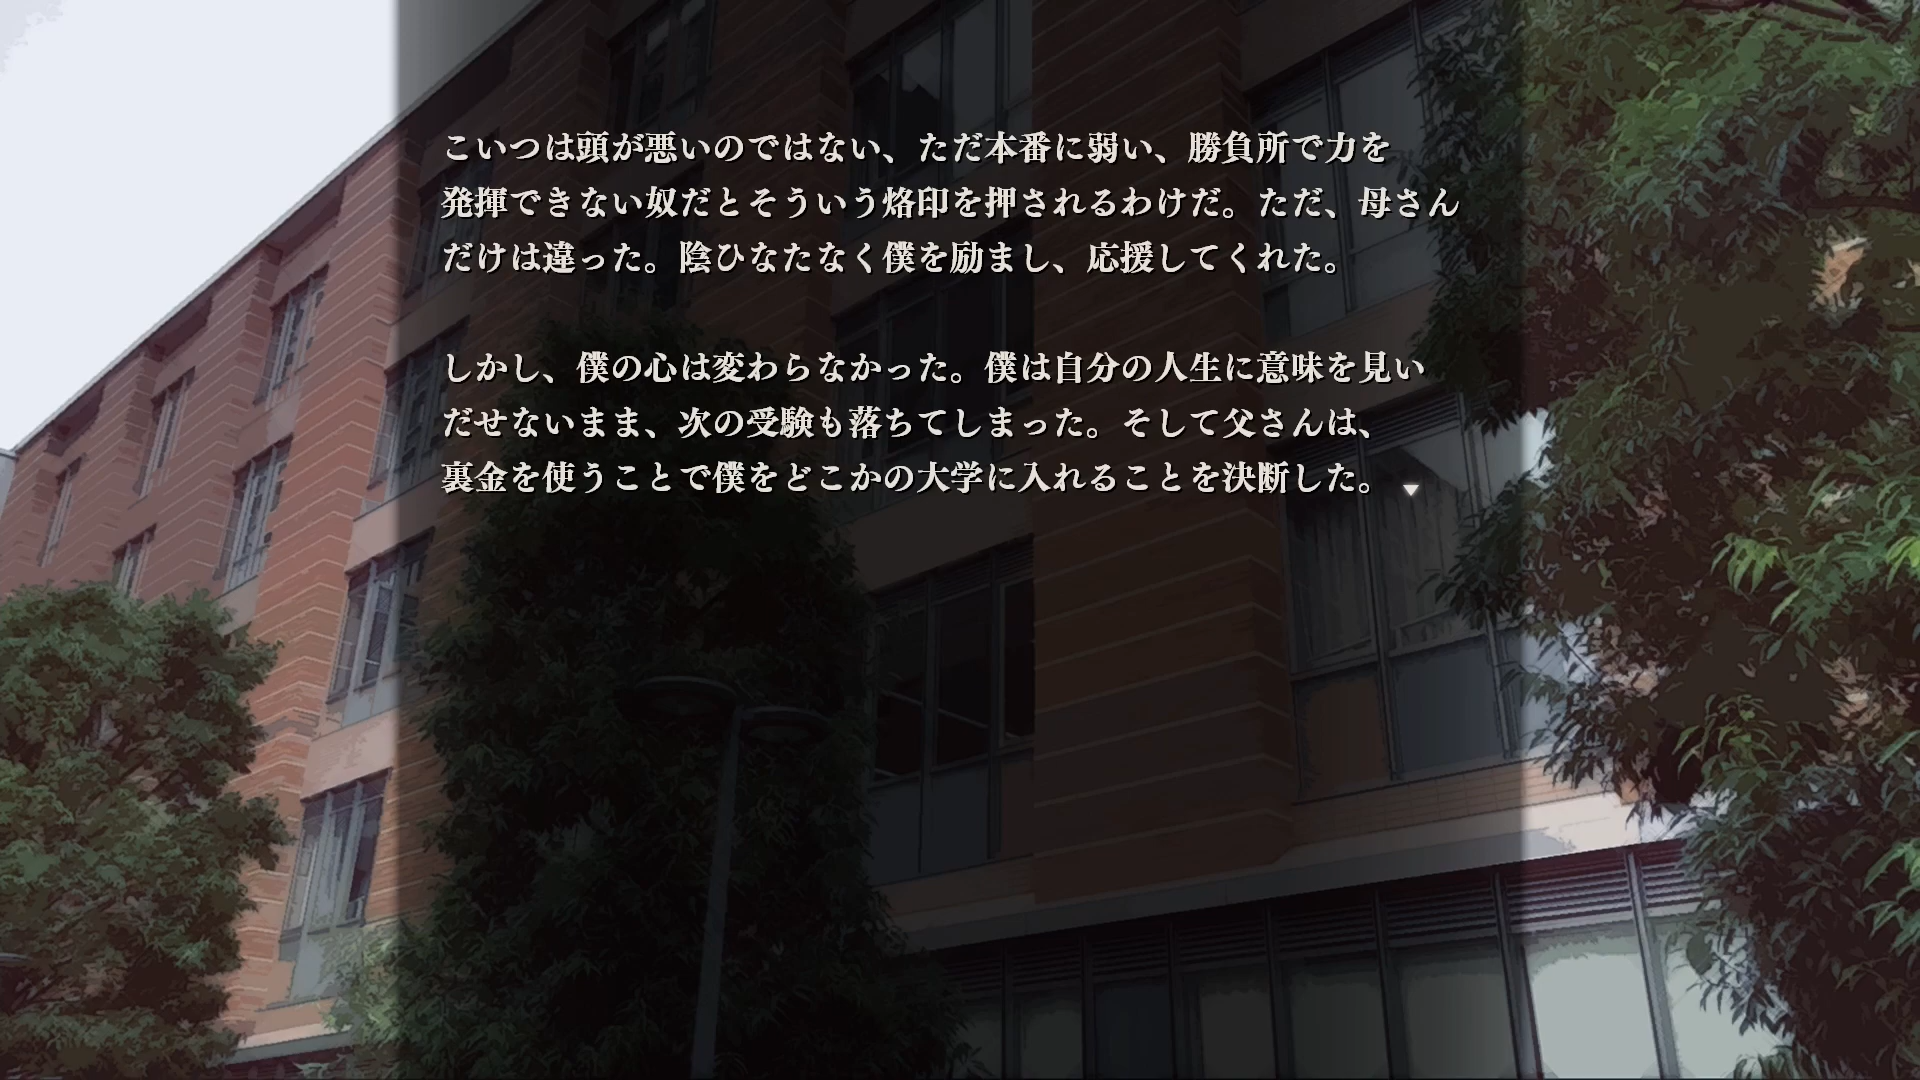 こいつは頭が悪いのではない、ただ本番に弱い、勝負所で力を
発揮できない奴だとそういう烙印を押されるわけだ。ただ、母さん
だけは違った。陰ひなたなく僕を励まし、応援してくれた。
しかし、僕の心は変わらなかった。僕は自分の人生に意味を見い
だせないまま、次の受験も落ちてしまった。そして父さんは、
裏金を使うことで僕をどこかの大学に入れることを決断した。